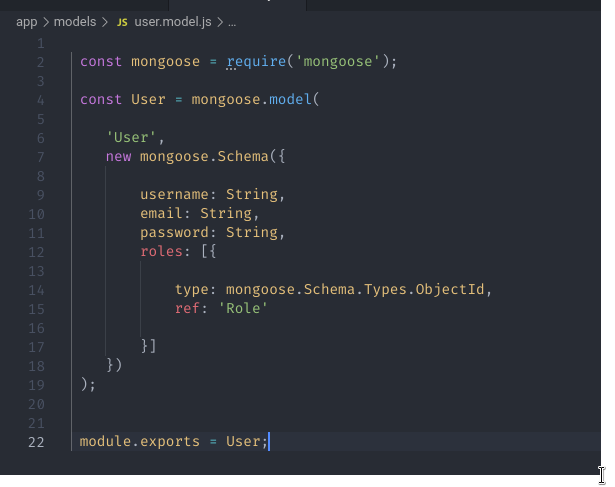 app > models > JS user.model.js > ...
1
2 const mongoose = require('mongoose');
3
4 const User = mongoose.model(
5
6 'User',
7 new mongoose.Schema({
8
9 username: String,
10 email: String,
11 password: String,
12 roles: [{
13
14 type: mongoose.Schema.Types.ObjectId,
15 ref: 'Role'
16
17 }]
18 })
19 );
20
21
22 module.exports = User;